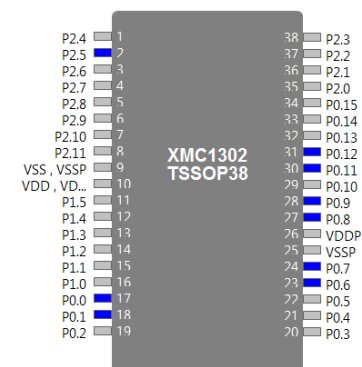 P2.4 1 38 P2.3
P2.5 2 37 P2.2
P2.6 3 36 P2.1
P2.7 4 35 P2.0
P2.8 5 34 P0.15
P2.9 6 33 P0.14
P2.10 7 32 P0.13
P2.11 8 31 P0.12
VSS , VSSP 9 30 P0.11
VDD , VD... 10 29 P0.10
P1.5 11 28 P0.9
P1.4 12 27 P0.8
P1.3 13 26 VDDP
P1.2 14 25 VSSP
P1.1 15 24 P0.7
P1.0 16 23 P0.6
P0.0 17 22 P0.5
P0.1 18 21 P0.4
P0.2 19 20 P0.3
XMC1302
TSSOP38